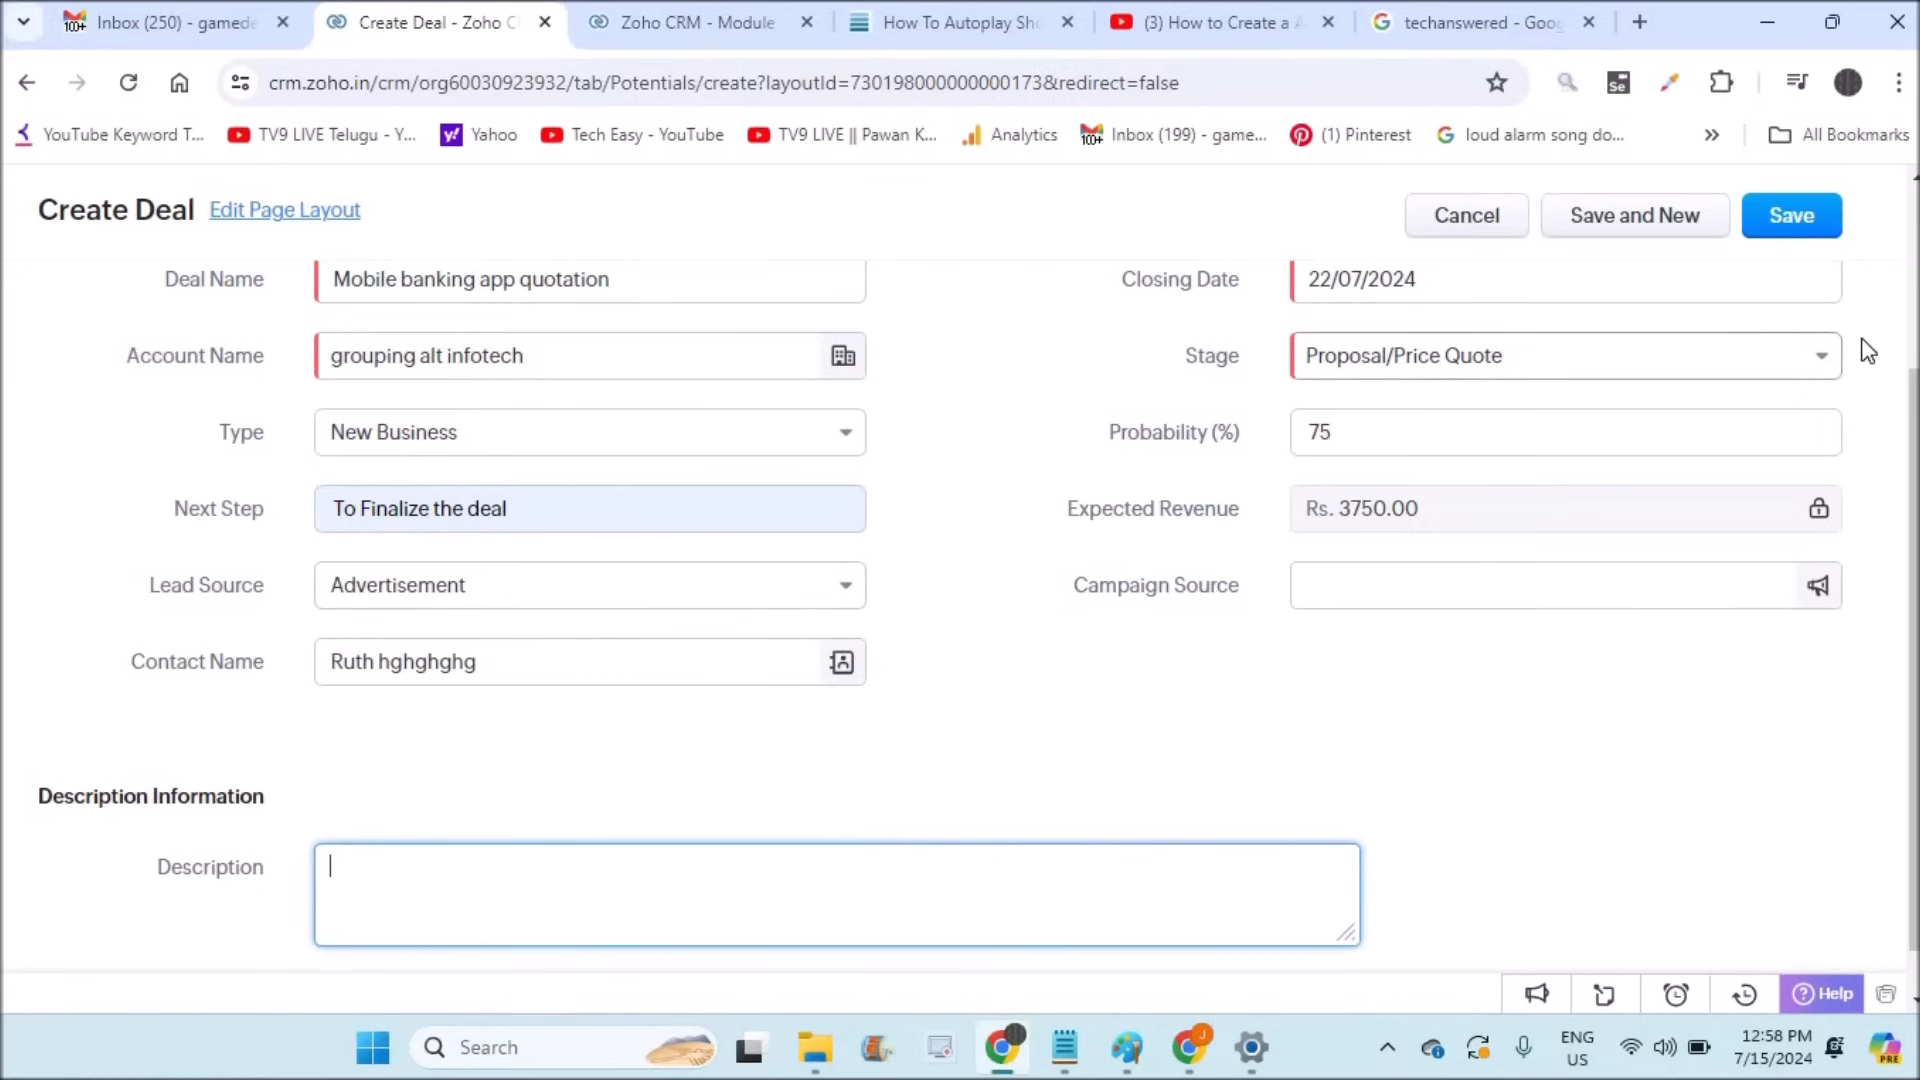 Inbox (250) - gamede
Create Deal - Zoho C
Zoho CRM - Module
How To Autoplay Sho
(3) How to Create a A
techanswered - Goog
crm.zoho.in/crm/org60030923932/tab/Potentials/create?layoutId=730198000000000173&redirect=false
YouTube Keyword T...
TV9 LIVE Telugu - Y...
Yahoo
Tech Easy - YouTube
TV9 LIVE || Pawan K...
Analytics
Inbox (199) - game...
(1) Pinterest
loud alarm song do...
All Bookmarks
Create Deal
Edit Page Layout
Cancel
Save and New
Save
Deal Name
Mobile banking app quotation
Closing Date
22/07/2024
Account Name
grouping alt infotech
Stage
Proposal/Price Quote
Type
New Business
Probability (%)
75
Next Step
To Finalize the deal
Expected Revenue
Rs. 3750.00
Lead Source
Advertisement
Campaign Source
Contact Name
Ruth hghghghg
Description Information
Description
Help
Search
ENG
US
12:58 PM
7/15/2024